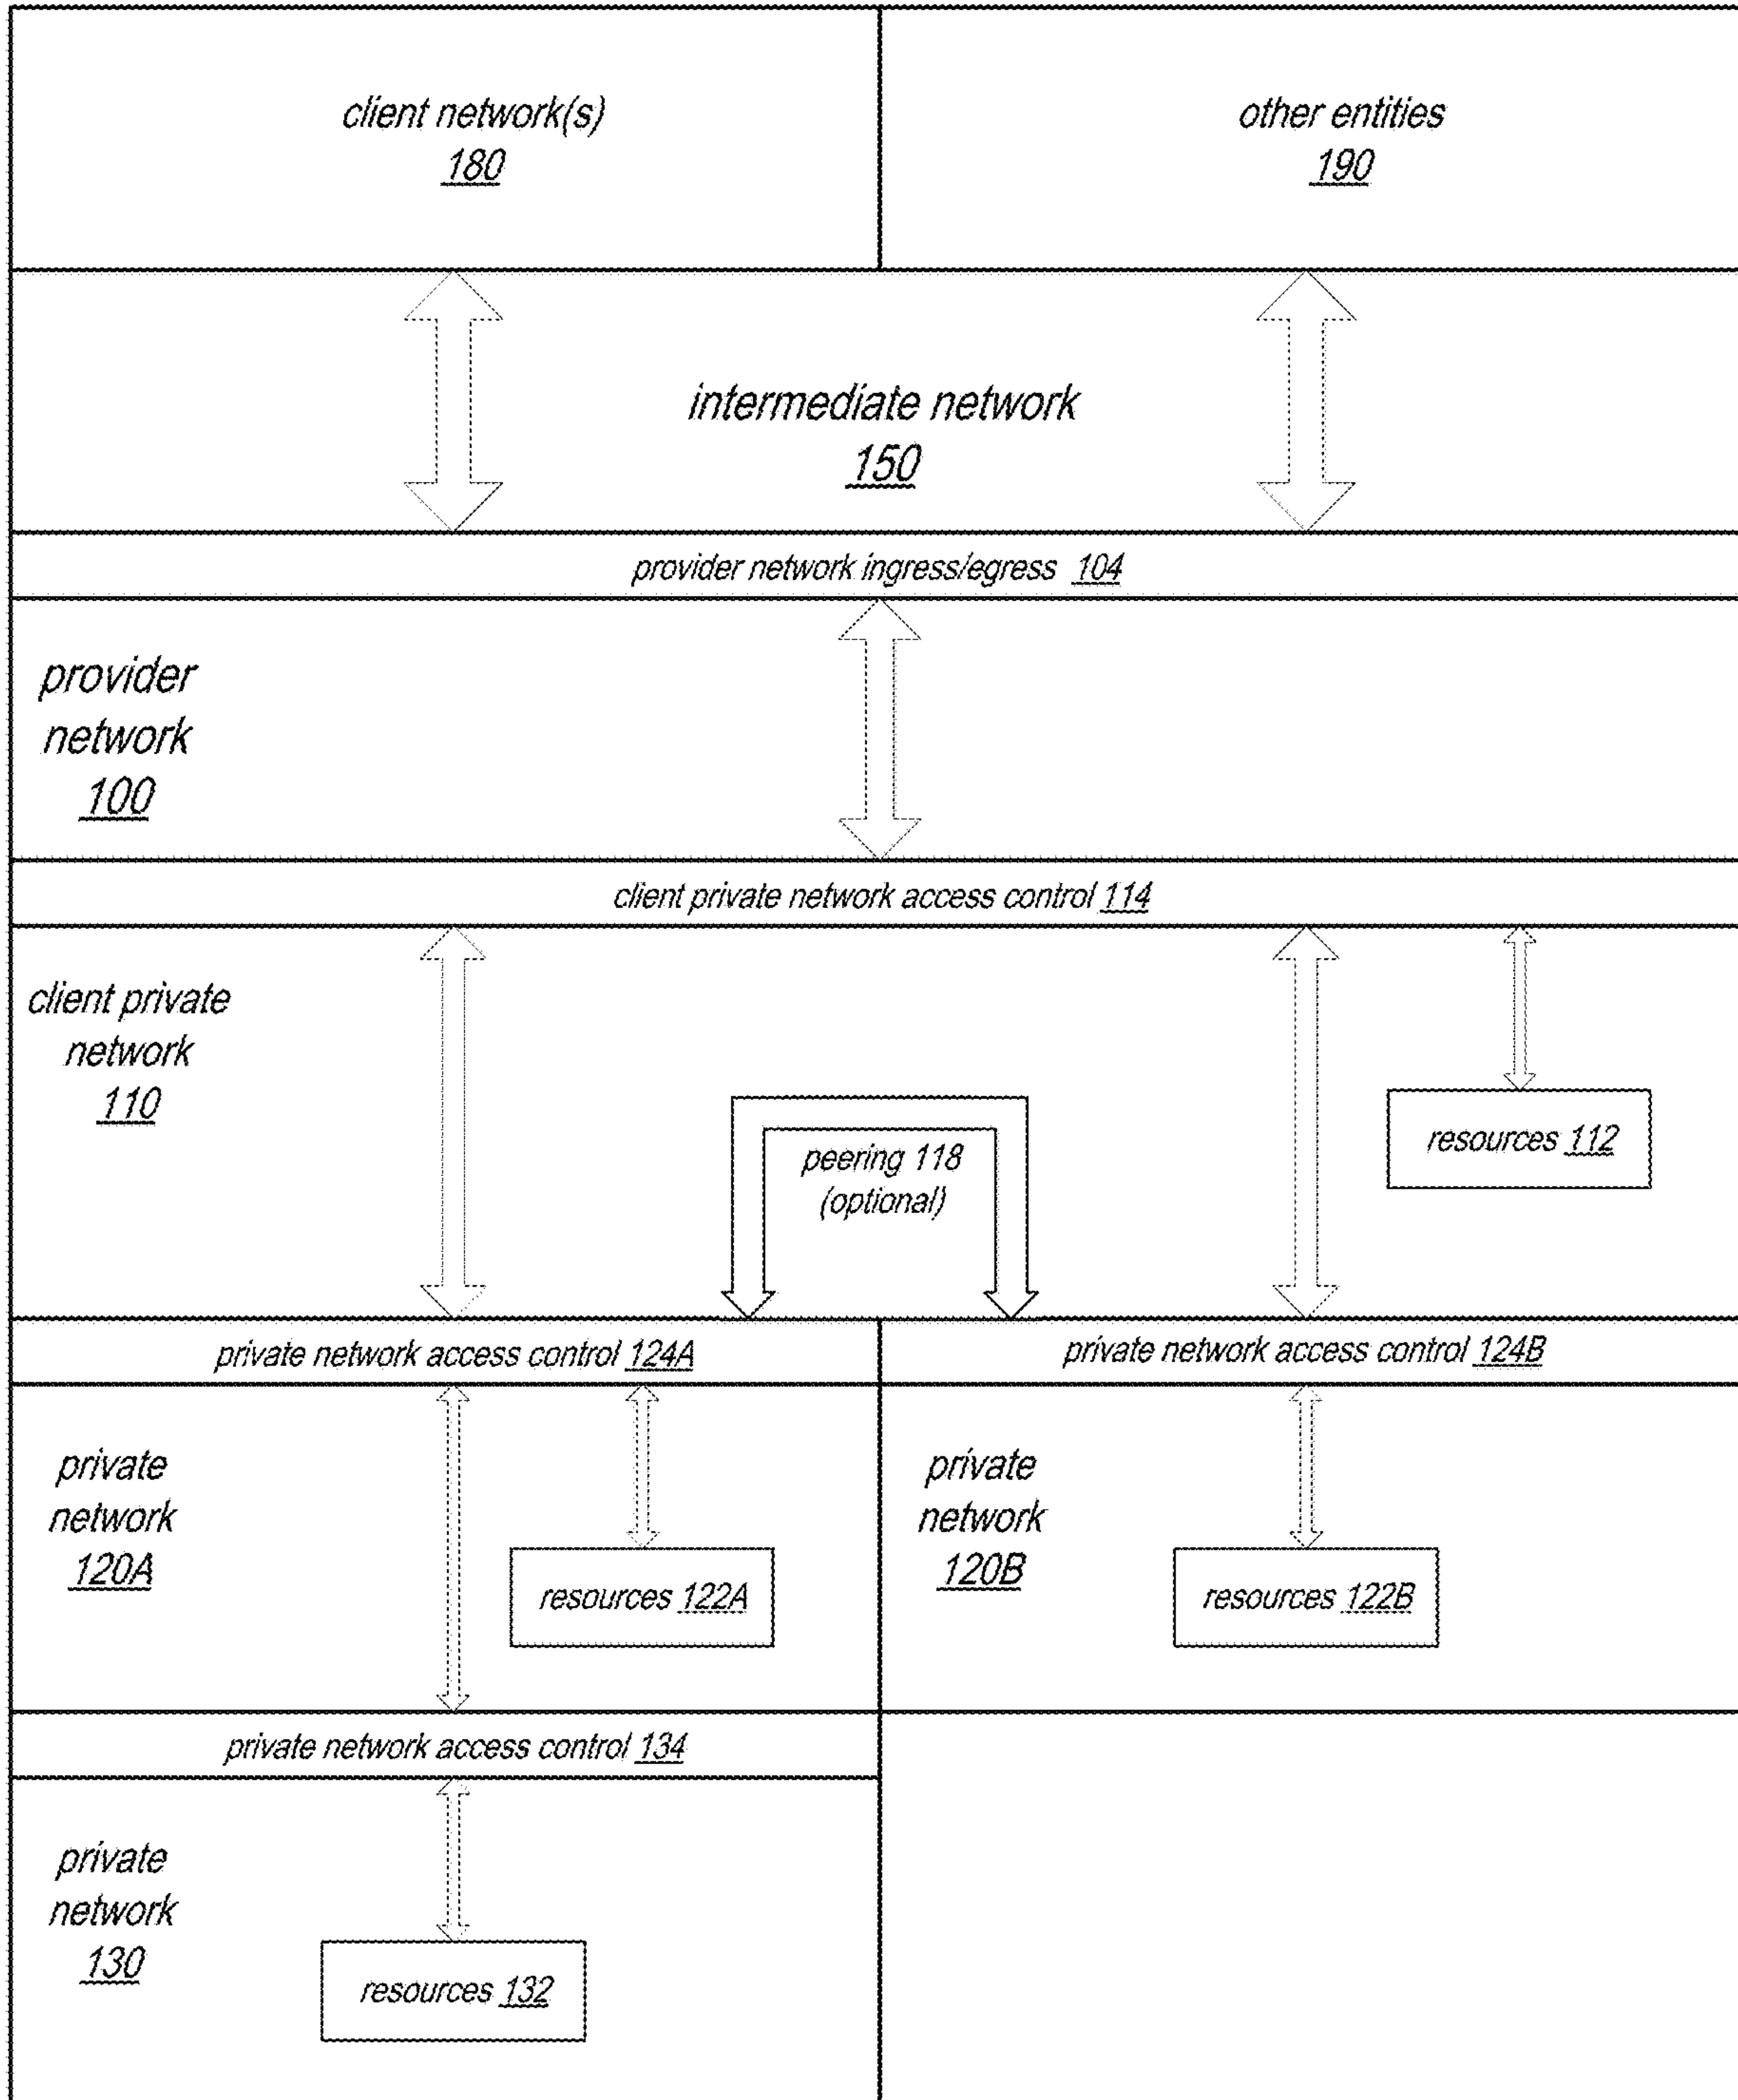 client network(s)
180
other entities
190
intermediate network
150
provider network ingress/egress 104
provider
network
100
client private network access control 114
client private
network
110
peering 118
(optional)
resources 112
private network access control 124A
private network access control 124B
private
network
120A
resources 122A
private
network
120B
resources 122B
private network access control 134
private
network
130
resources 132